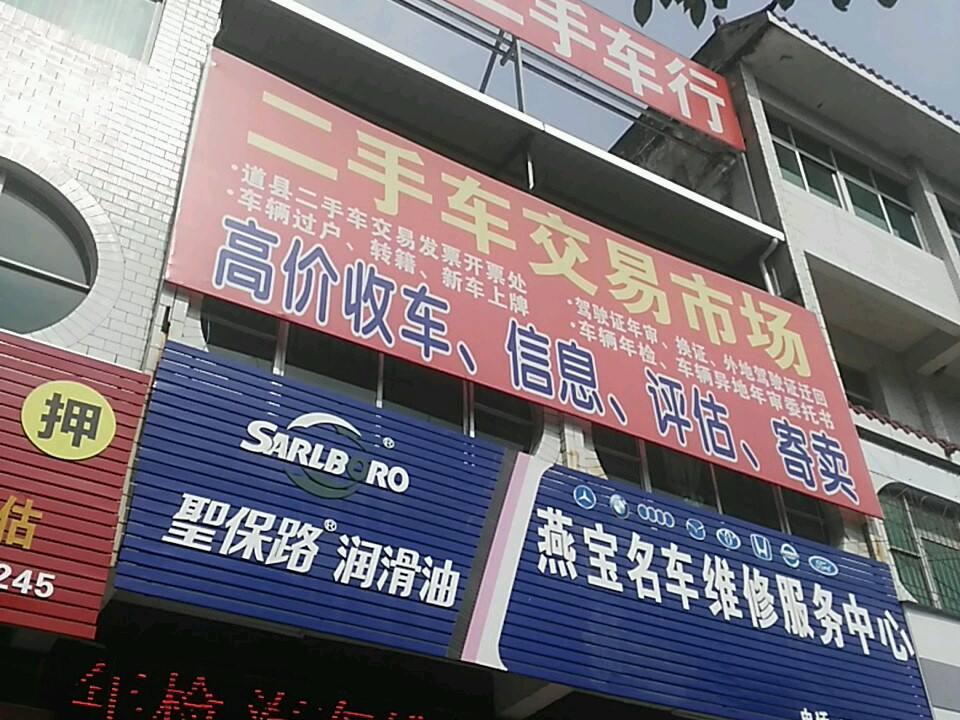 二手车行
二手车交易市场
·道县二手车交易发票开票处
·车辆过户、转籍、新车上牌
·驾驶证年审、换证、外地驾驶证迁回
·车辆年检、车辆异地年审委托书
高价收车、信息、评估、寄卖
押
估
245
SARLBORO®
聖保路® 润滑油
燕宝名车维修服务中心
Ford
年检